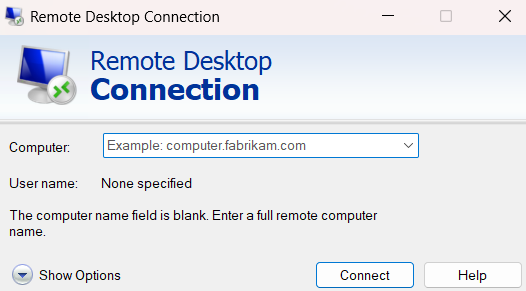 Remote Desktop Connection
Remote Desktop
Connection
Computer: Example: computer.fabrikam.com
User name: None specified
The computer name field is blank. Enter a full remote computer
name.
Show Options Connect Help